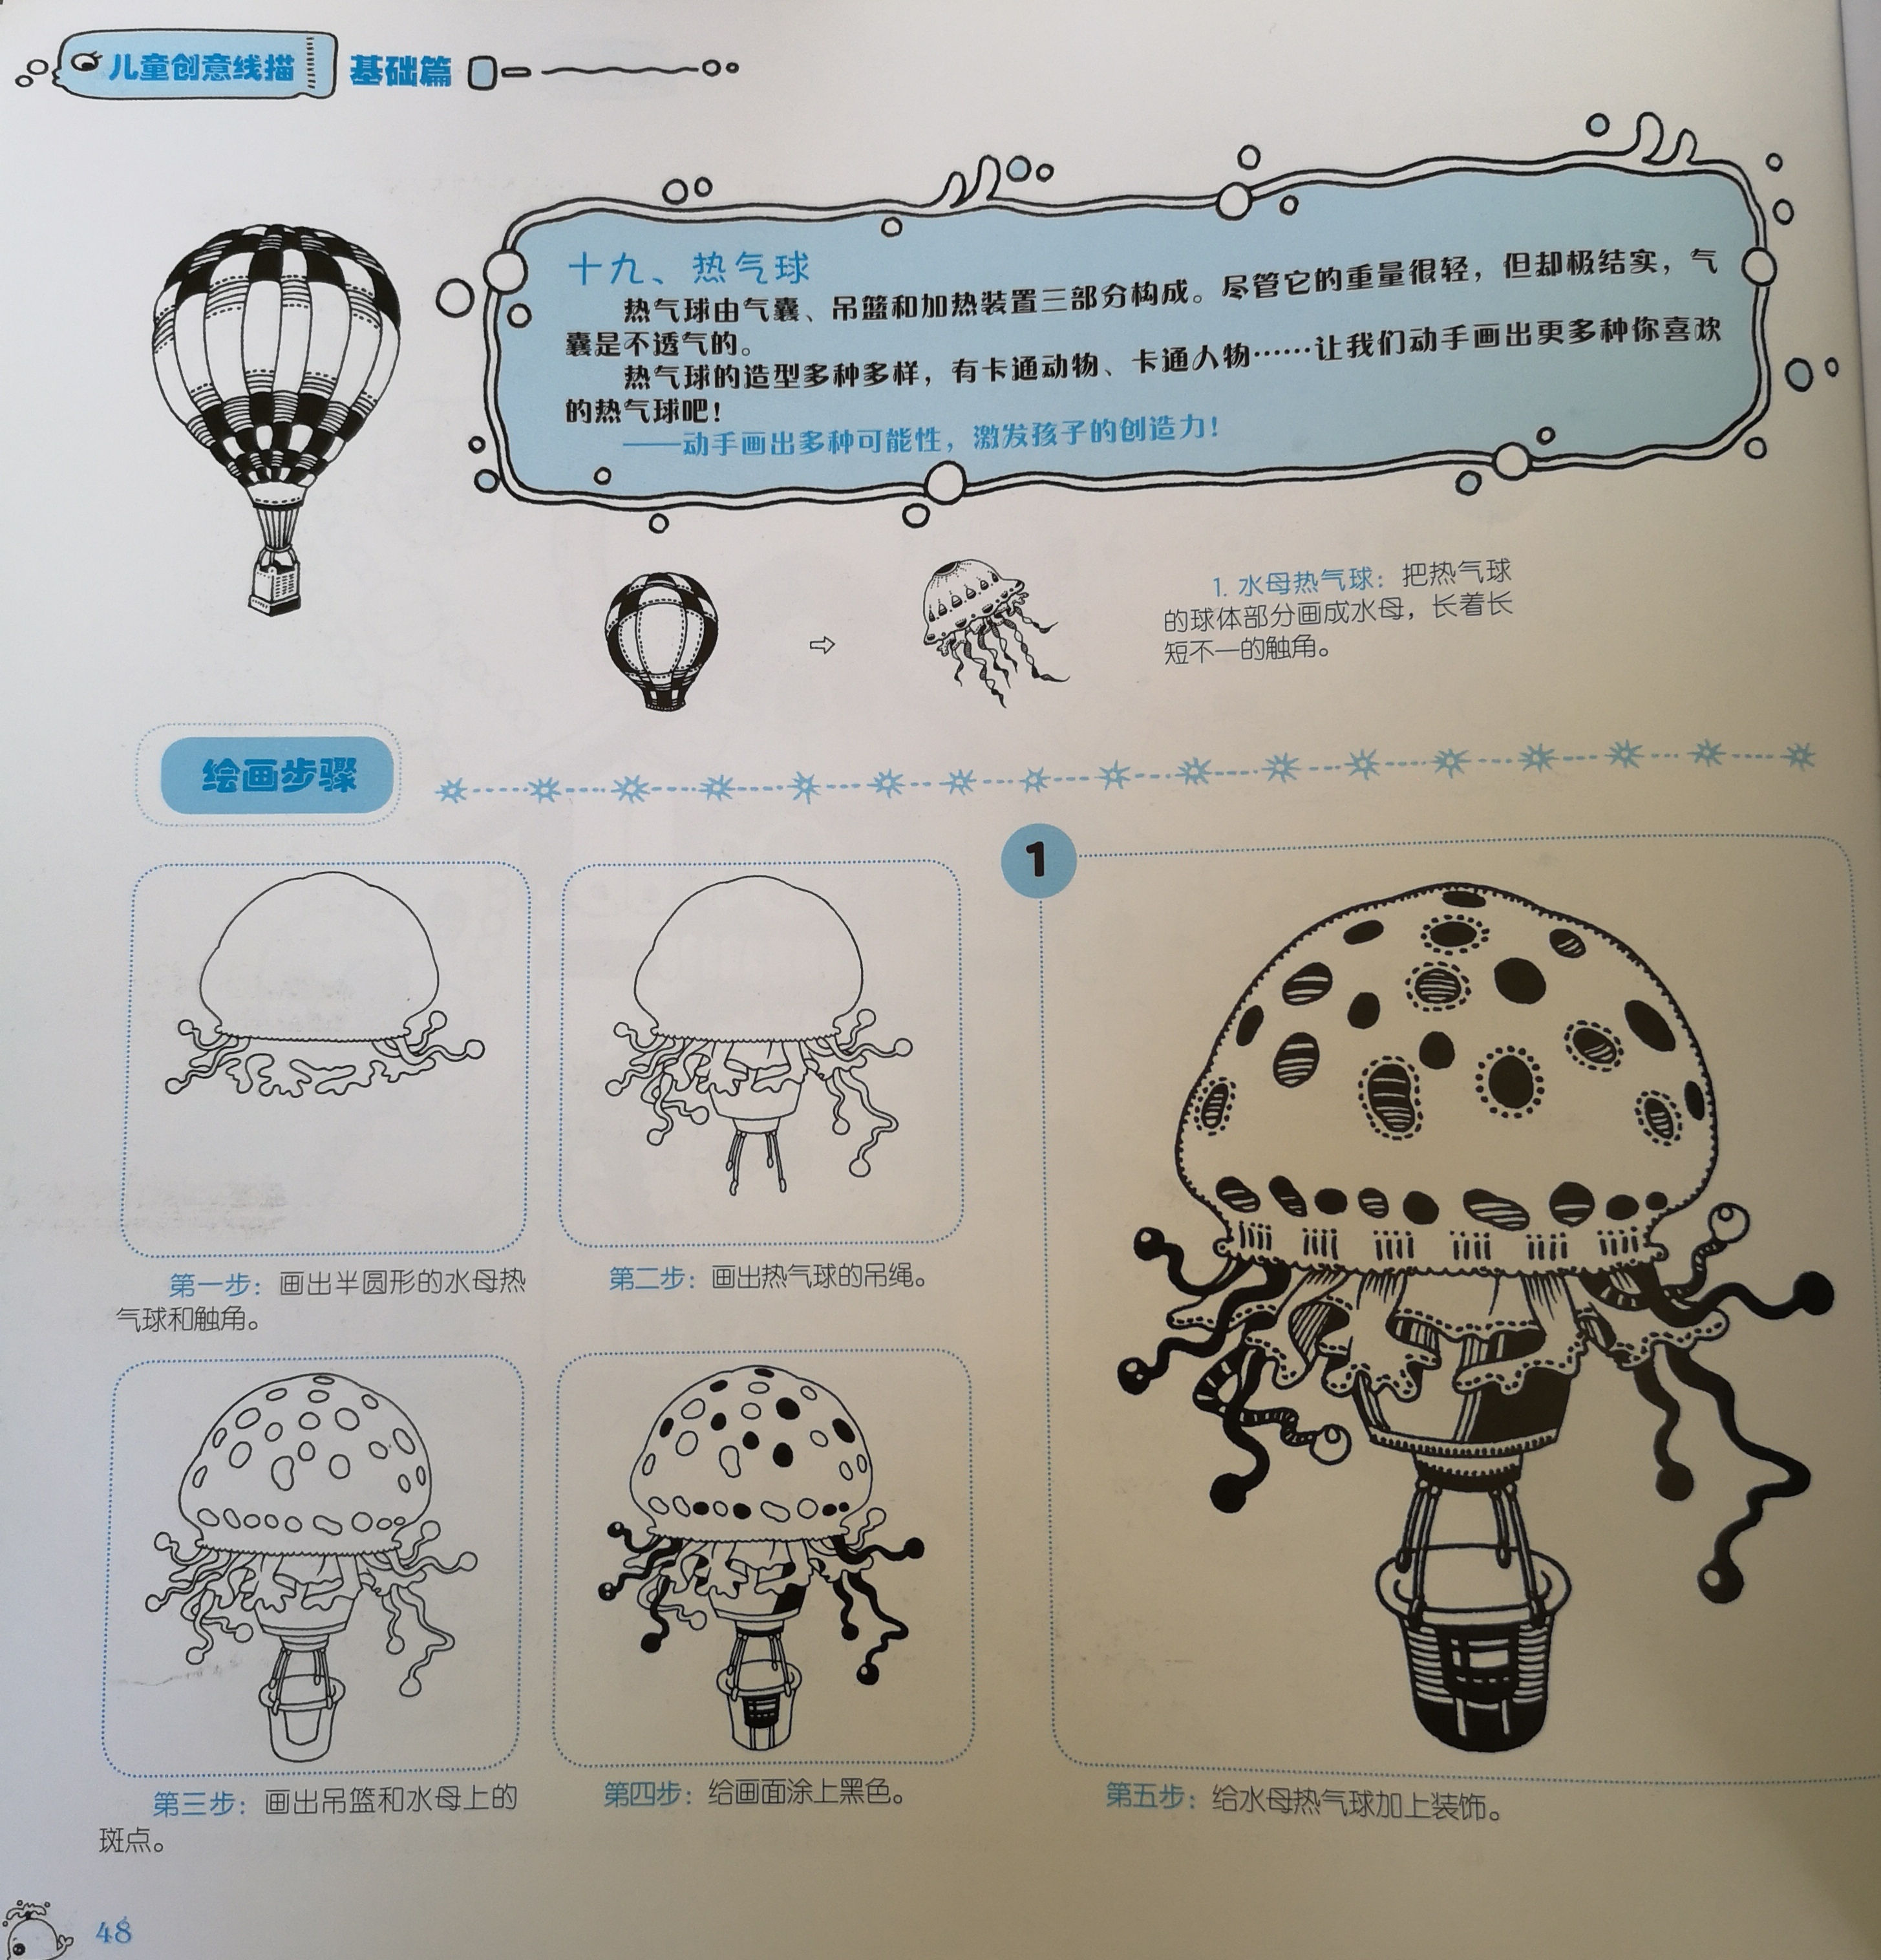 儿童创意线描 基础篇
十九、热气球
热气球由气囊、吊篮和加热装置三部分构成。尽管它的重量很轻，但却极结实，气
囊是不透气的。
热气球的造型多种多样，有卡通动物、卡通人物……让我们动手画出更多种你喜欢
的热气球吧！
——动手画出多种可能性，激发孩子的创造力！
1. 水母热气球：把热气球
的球体部分画成水母，长着长
短不一的触角。
绘画步骤
1
第一步：画出半圆形的水母热
气球和触角。
第二步：画出热气球的吊绳。
第三步：画出吊篮和水母上的
斑点。
第四步：给画面涂上黑色。
第五步：给水母热气球加上装饰。
48